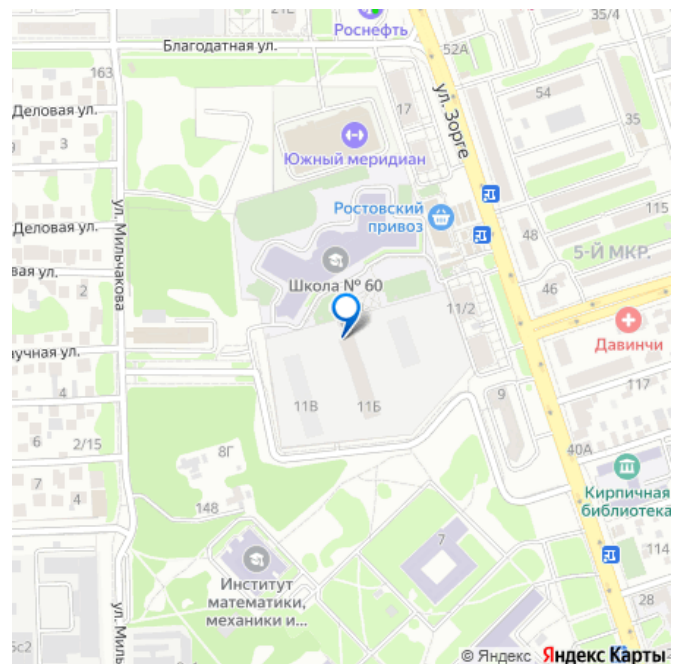 21Е
Роснефть
35/4
Благодатная ул.
52А
163
17
54
Деловая ул.
35
3
ул. Зорге
Южный меридиан
115
Ростовский
привоз
ул. Мильчакова
Деловая ул.
48
5-Й МКР.
вая ул.
Школа № 60
46
2
11/2
Давинчи
аучная ул.
117
4
9
11В
11Б
6
2/15
8Г
40А
7
4
148
Кирпичная
библиотека
7
114
Институт
математики,
механики и...
28
ул. Миль
5с2
© Яндекс Яндекс Карты